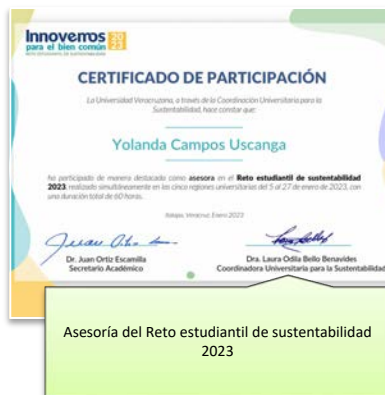 Innovemos 2023
para el bien común
RETO ESTUDIANTIL DE SUSTENTABILIDAD
CERTIFICADO DE PARTICIPACIÓN
La Universidad Veracruzana, a través de la Coordinación Universitaria para la
Sustentabilidad, hace constar que:
Yolanda Campos Uscanga
ha participado de manera destacada como asesora en el Reto estudiantil de sustentabilidad
2023, realizado simultáneamente en las cinco regiones universitarias del 5 al 27 de enero de 2023, con
una duración total de 60 horas.
Xalapa, Veracruz Enero 2023
Dr. Juan Ortiz Escamilla
Secretario Académico
Dra. Laura Odila Bello Benavides
Coordinadora Universitaria para la Sustentabilidad
Asesoría del Reto estudiantil de sustentabilidad
2023